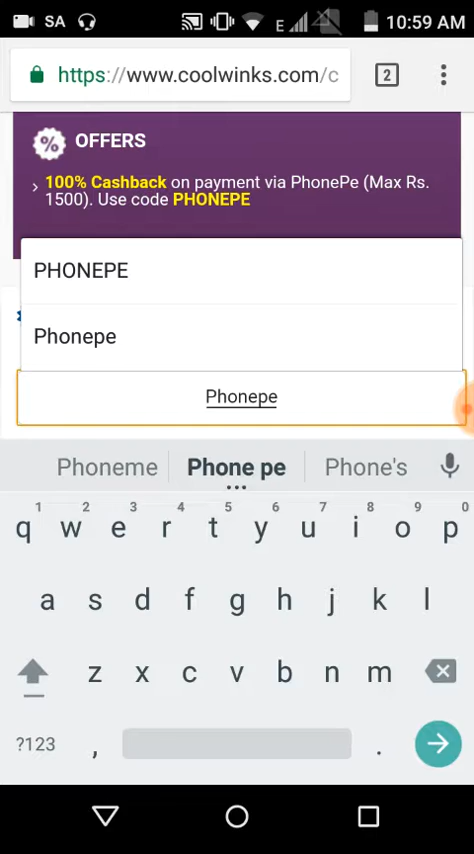 SA E 10:59 AM
https://www.coolwinks.com/c 2
% OFFERS
› 100% Cashback on payment via PhonePe (Max Rs.
1500). Use code PHONEPE
PHONEPE
Phonepe
Phonepe
Phoneme Phone pe Phone's
1 2 3 4 5 6 7 8 9 0
q w e r t y u i o p
a s d f g h j k l
z x c v b n m
?123 , .